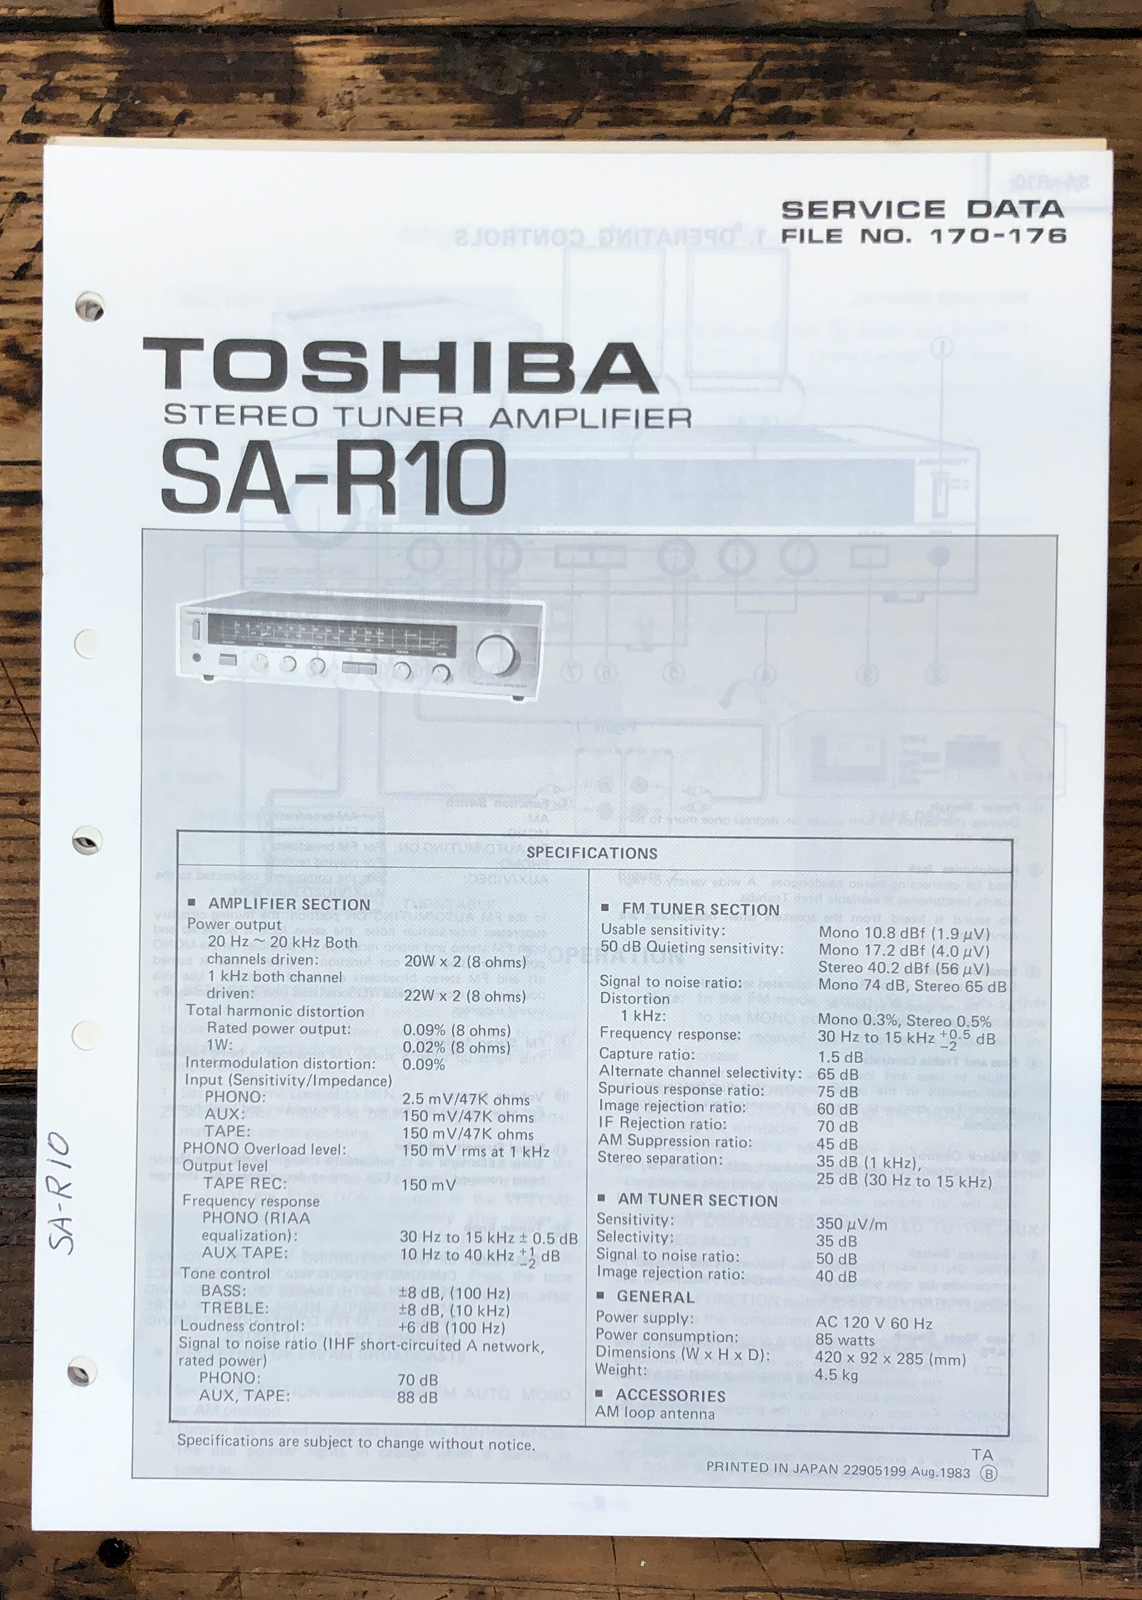 SERVICE DATA
FILE NO. 170-176
TOSHIBA
STEREO TUNER AMPLIFIER
SA-R10
SPECIFICATIONS
■ AMPLIFIER SECTION
Power output
20 Hz ~ 20 kHz Both
channels driven: 20W x 2 (8 ohms)
1 kHz both channel
driven: 22W x 2 (8 ohms)
Total harmonic distortion
Rated power output: 0.09% (8 ohms)
1W: 0.02% (8 ohms)
Intermodulation distortion: 0.09%
Input (Sensitivity/Impedance)
PHONO: 2.5 mV/47K ohms
AUX: 150 mV/47K ohms
TAPE: 150 mV/47K ohms
PHONO Overload level: 150 mV rms at 1 kHz
Output level
TAPE REC: 150 mV
Frequency response
PHONO (RIAA
equalization): 30 Hz to 15 kHz ± 0.5 dB
AUX TAPE: 10 Hz to 40 kHz +1 -2 dB
Tone control
BASS: ±8 dB, (100 Hz)
TREBLE: ±8 dB, (10 kHz)
Loudness control: +6 dB (100 Hz)
Signal to noise ratio (IHF short-circuited A network,
rated power)
PHONO: 70 dB
AUX, TAPE: 88 dB
■ FM TUNER SECTION
Usable sensitivity: Mono 10.8 dBf (1.9 μV)
50 dB Quieting sensitivity: Mono 17.2 dBf (4.0 μV)
Stereo 40.2 dBf (56 μV)
Signal to noise ratio: Mono 74 dB, Stereo 65 dB
Distortion
1 kHz: Mono 0.3%, Stereo 0.5%
Frequency response: 30 Hz to 15 kHz +0.5 -2 dB
Capture ratio: 1.5 dB
Alternate channel selectivity: 65 dB
Spurious response ratio: 75 dB
Image rejection ratio: 60 dB
IF Rejection ratio: 70 dB
AM Suppression ratio: 45 dB
Stereo separation: 35 dB (1 kHz),
25 dB (30 Hz to 15 kHz)
■ AM TUNER SECTION
Sensitivity: 350 μV/m
Selectivity: 35 dB
Signal to noise ratio: 50 dB
Image rejection ratio: 40 dB
■ GENERAL
Power supply: AC 120 V 60 Hz
Power consumption: 85 watts
Dimensions (W x H x D): 420 x 92 x 285 (mm)
Weight: 4.5 kg
■ ACCESSORIES
AM loop antenna
Specifications are subject to change without notice.
TA
PRINTED IN JAPAN 22905199 Aug.1983 Ⓑ
SA-R10